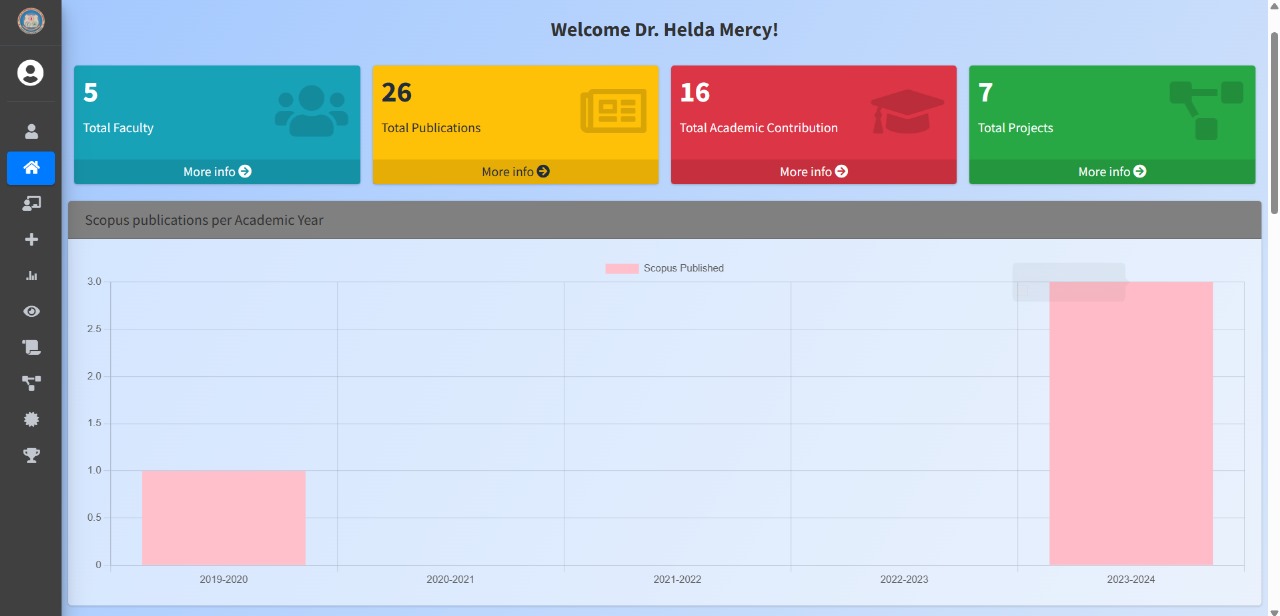 Welcome Dr. Helda Mercy!
5
Total Faculty
More info
26
Total Publications
More info
16
Total Academic Contribution
More info
7
Total Projects
More info
Scopus publications per Academic Year
Scopus Published
3.0
2.5
2.0
1.5
1.0
0.5
0
2019-2020
2020-2021
2021-2022
2022-2023
2023-2024